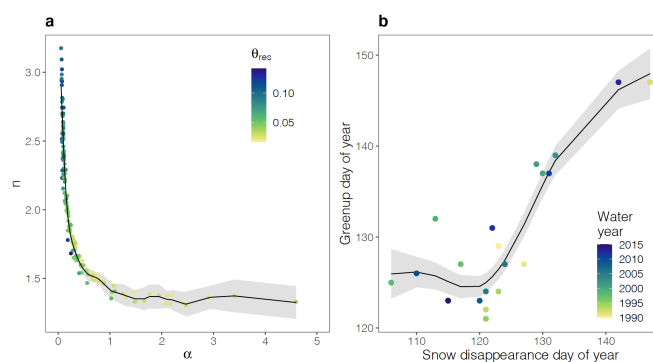 a
n
3.0
2.5
2.0
1.5
0
1
2
3
4
5
α
θres
0.10
0.05
b
Greenup day of year
150
140
130
120
110
120
130
140
Snow disappearance day of year
Water
year
2015
2010
2005
2000
1995
1990